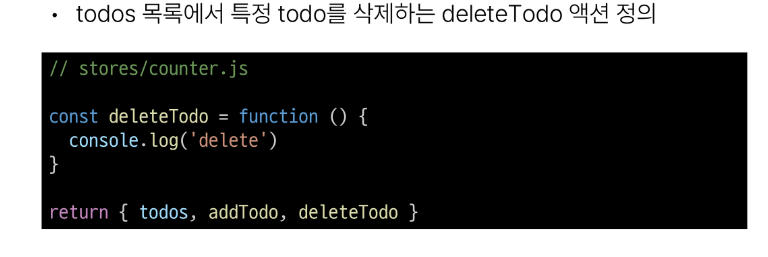 • todos 목록에서 특정 todo를 삭제하는 deleteTodo 액션 정의
// stores/counter.js
const deleteTodo = function () {
  console.log('delete')
}
return { todos, addTodo, deleteTodo }